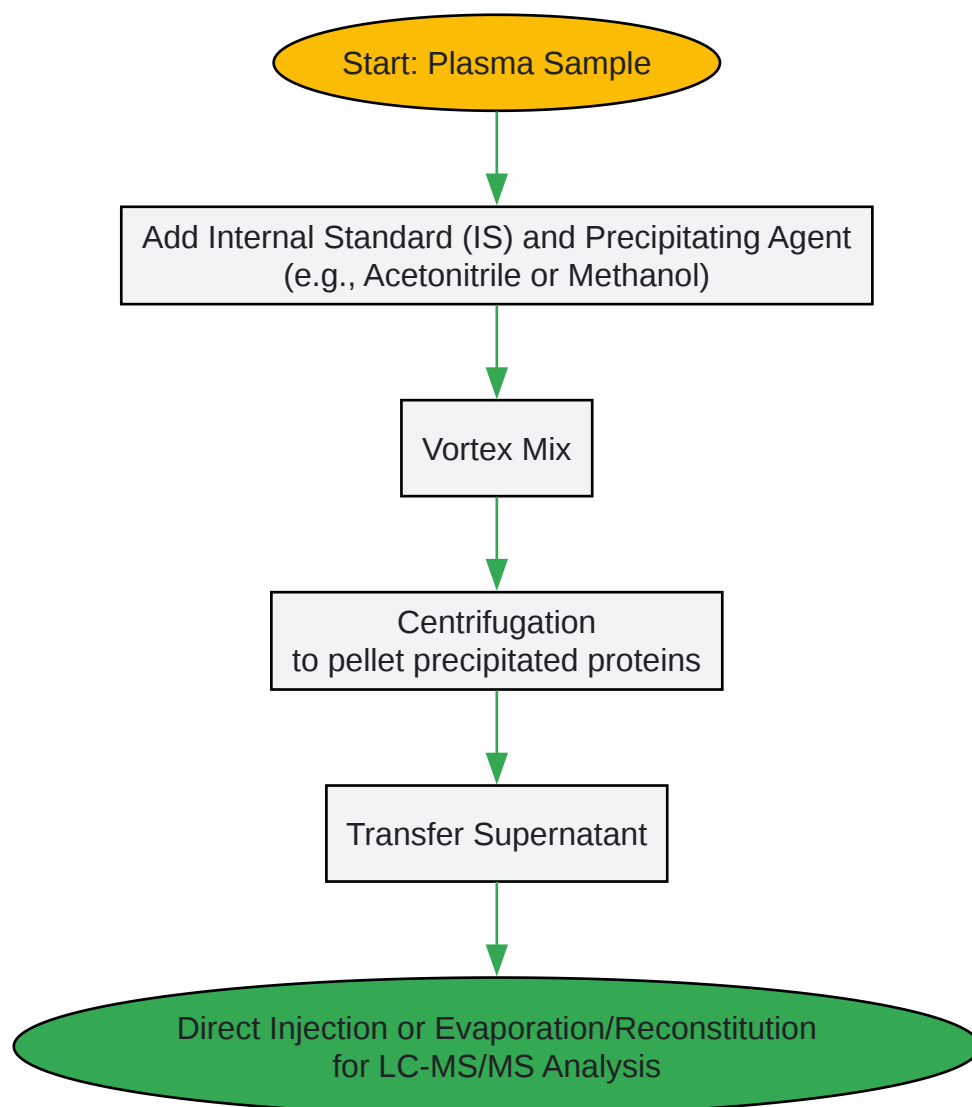 Start: Plasma Sample
Add Internal Standard (IS) and Precipitating Agent
(e.g., Acetonitrile or Methanol)
Vortex Mix
Centrifugation
to pellet precipitated proteins
Transfer Supernatant
Direct Injection or Evaporation/Reconstitution
for LC-MS/MS Analysis